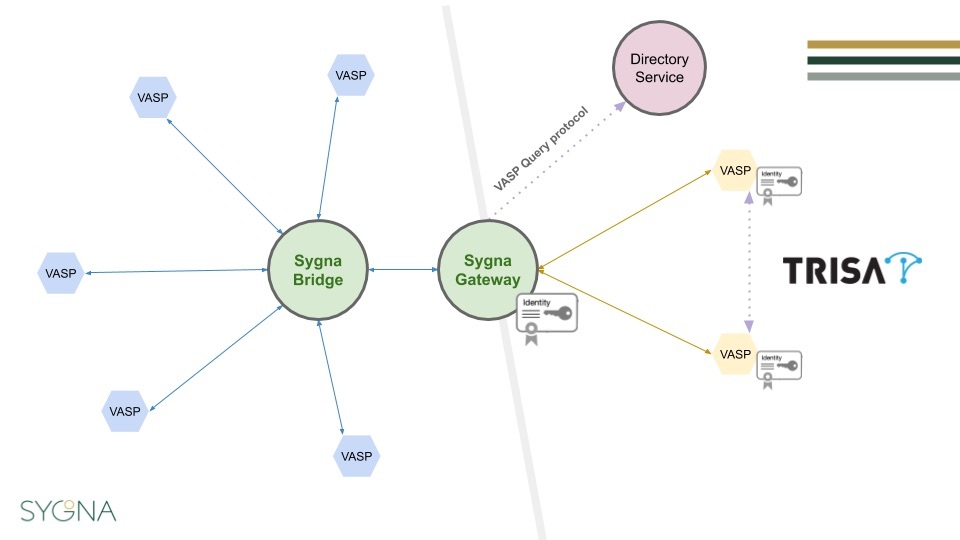 VASP
VASP
Directory
Service
VASP Query protocol
VASP
Identity
VASP
Sygna
Bridge
Sygna
Gateway
TRISA
Identity
VASP
Identity
VASP
VASP
SYGNA